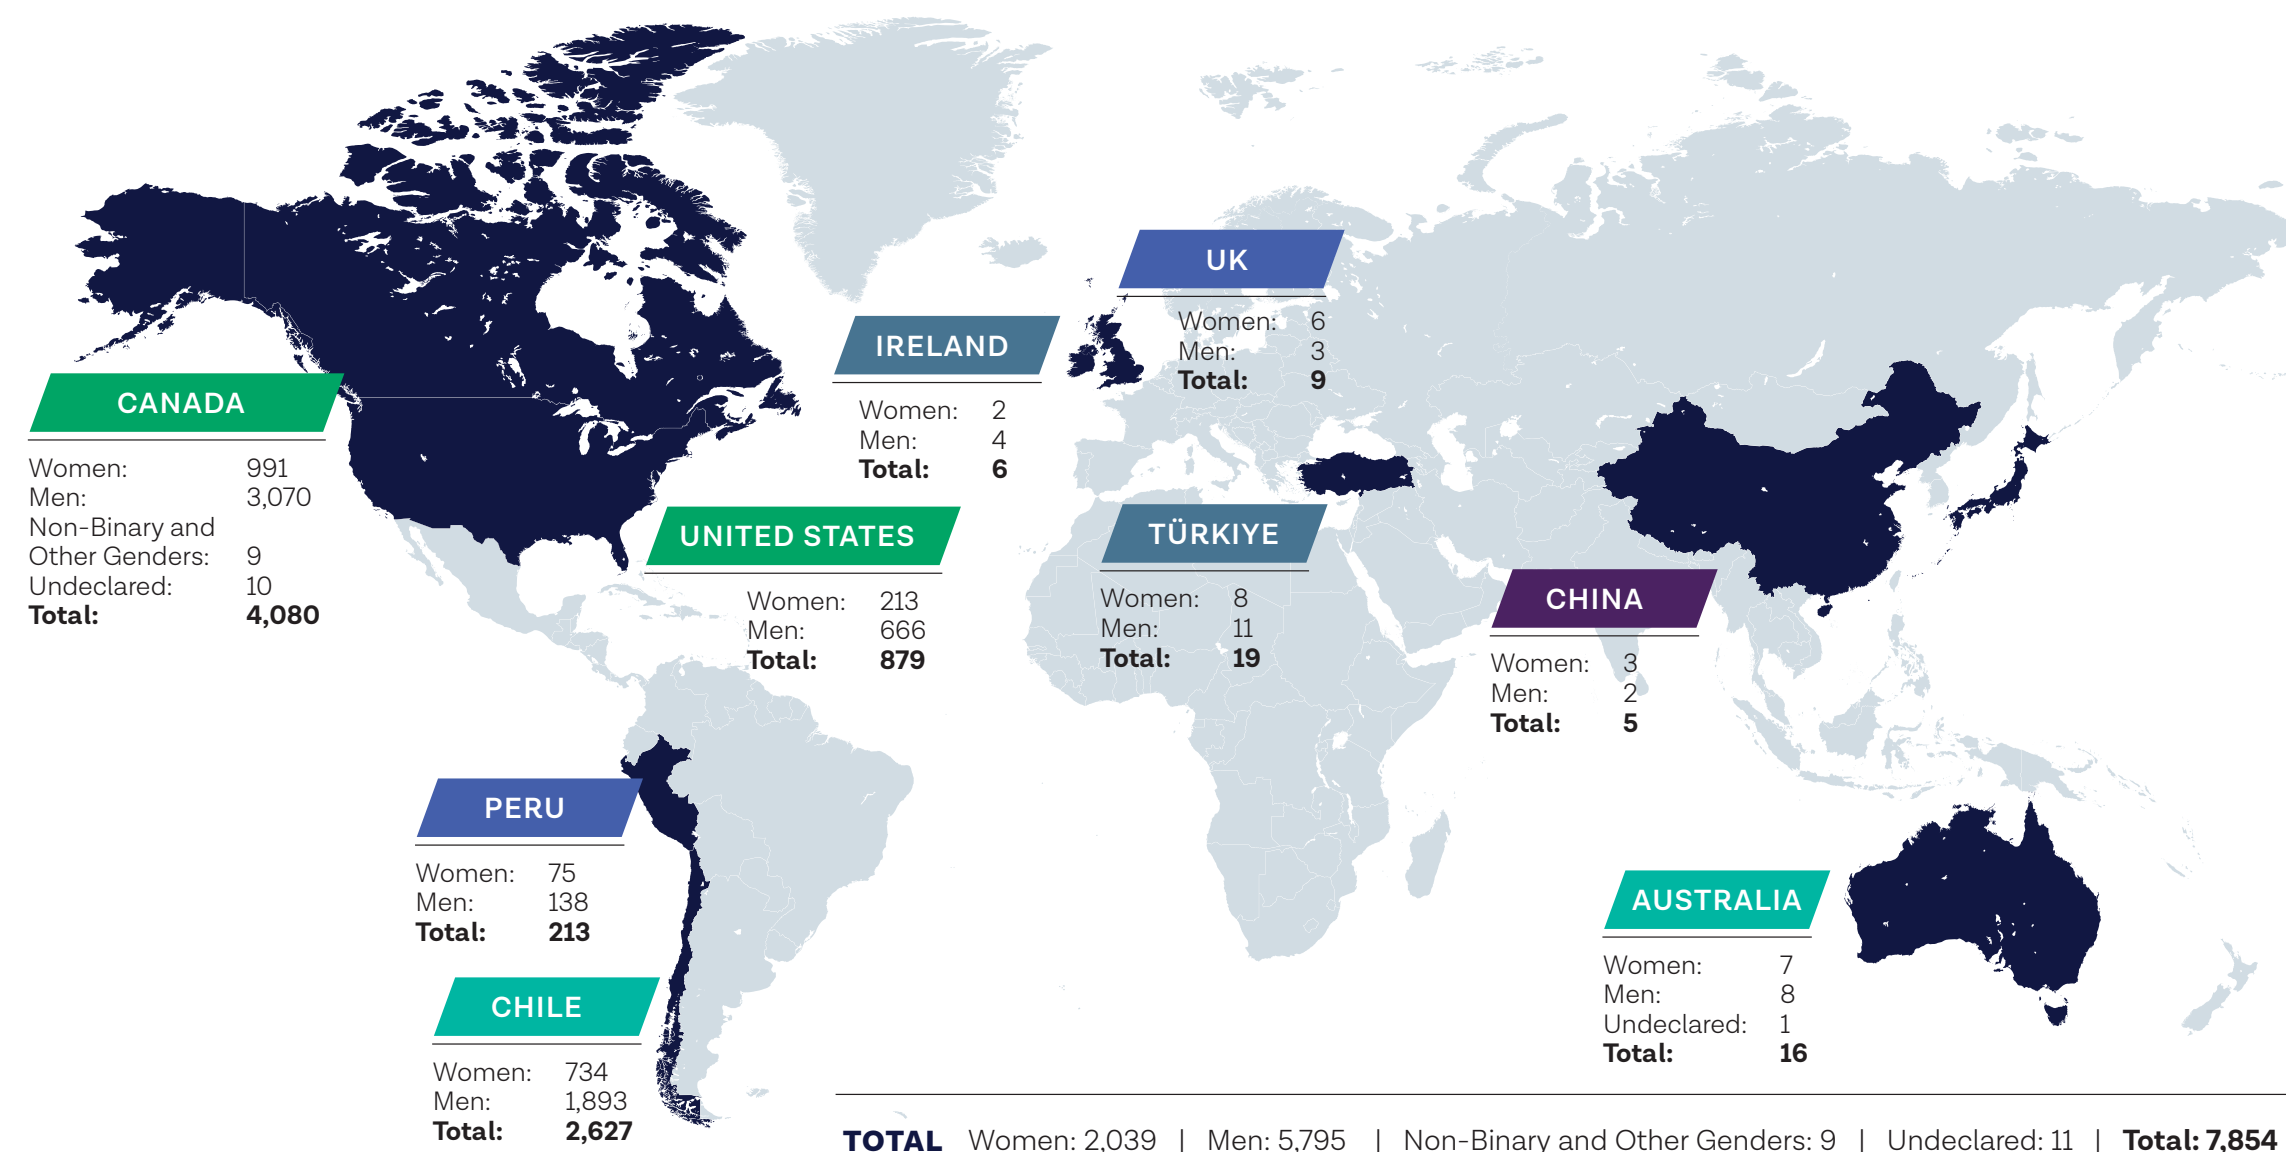 UK
Women: 6
Men: 3
Total: 9
IRELAND
Women: 2
Men: 4
Total: 6
CANADA
Women: 991
Men: 3,070
Non-Binary and
Other Genders: 9
Undeclared: 10
Total: 4,080
UNITED STATES
Women: 213
Men: 666
Total: 879
TÜRKIYE
Women: 8
Men: 11
Total: 19
CHINA
Women: 3
Men: 2
Total: 5
PERU
Women: 75
Men: 138
Total: 213
AUSTRALIA
Women: 7
Men: 8
Undeclared: 1
Total: 16
CHILE
Women: 734
Men: 1,893
Total: 2,627
TOTAL Women: 2,039 | Men: 5,795 | Non-Binary and Other Genders: 9 | Undeclared: 11 | Total: 7,854